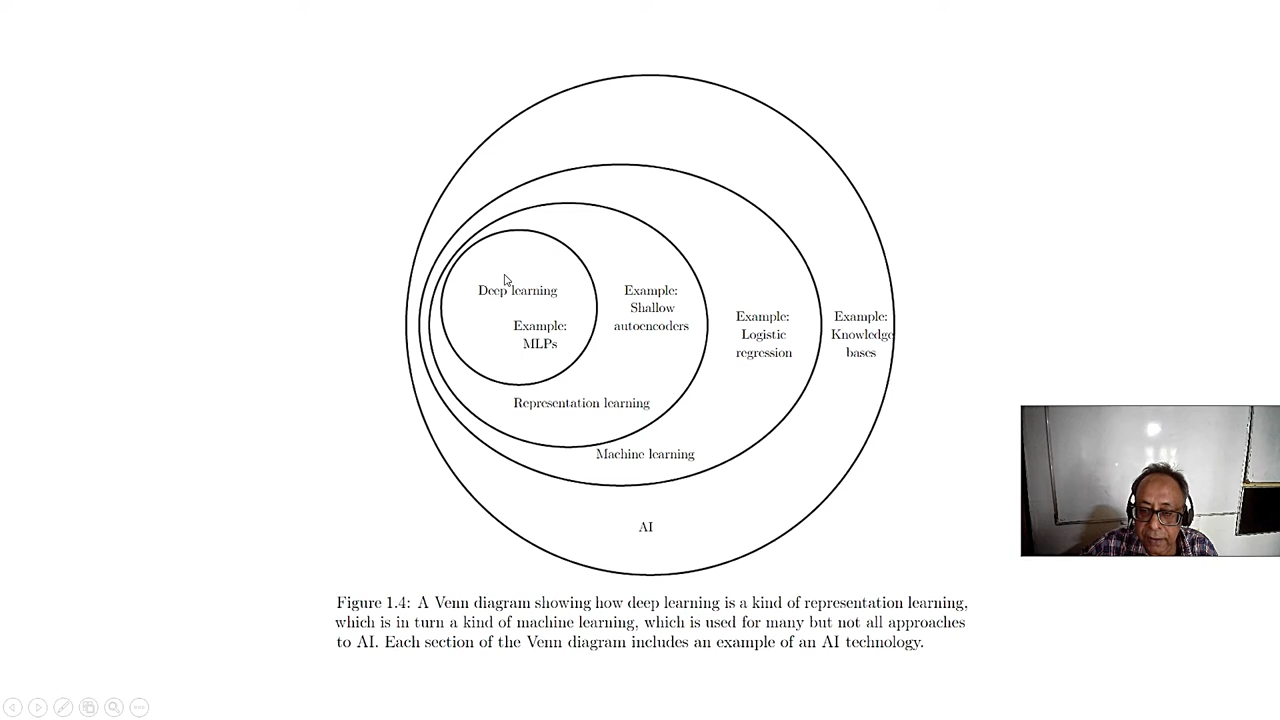 Deep learning
Example:
MLPs
Example:
Shallow
autoencoders
Example:
Logistic
regression
Example:
Knowledge
bases
Representation learning
Machine learning
AI
Figure 1.4: A Venn diagram showing how deep learning is a kind of representation learning,
which is in turn a kind of machine learning, which is used for many but not all approaches
to AI. Each section of the Venn diagram includes an example of an AI technology.